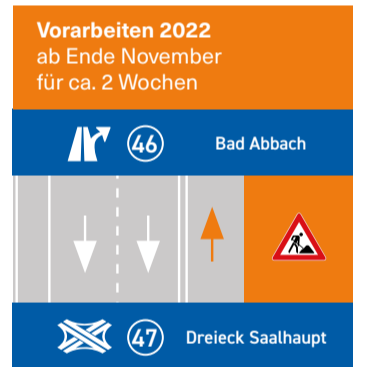 Vorarbeiten 2022
ab Ende November
für ca. 2 Wochen
46 Bad Abbach
47 Dreieck Saalhaupt